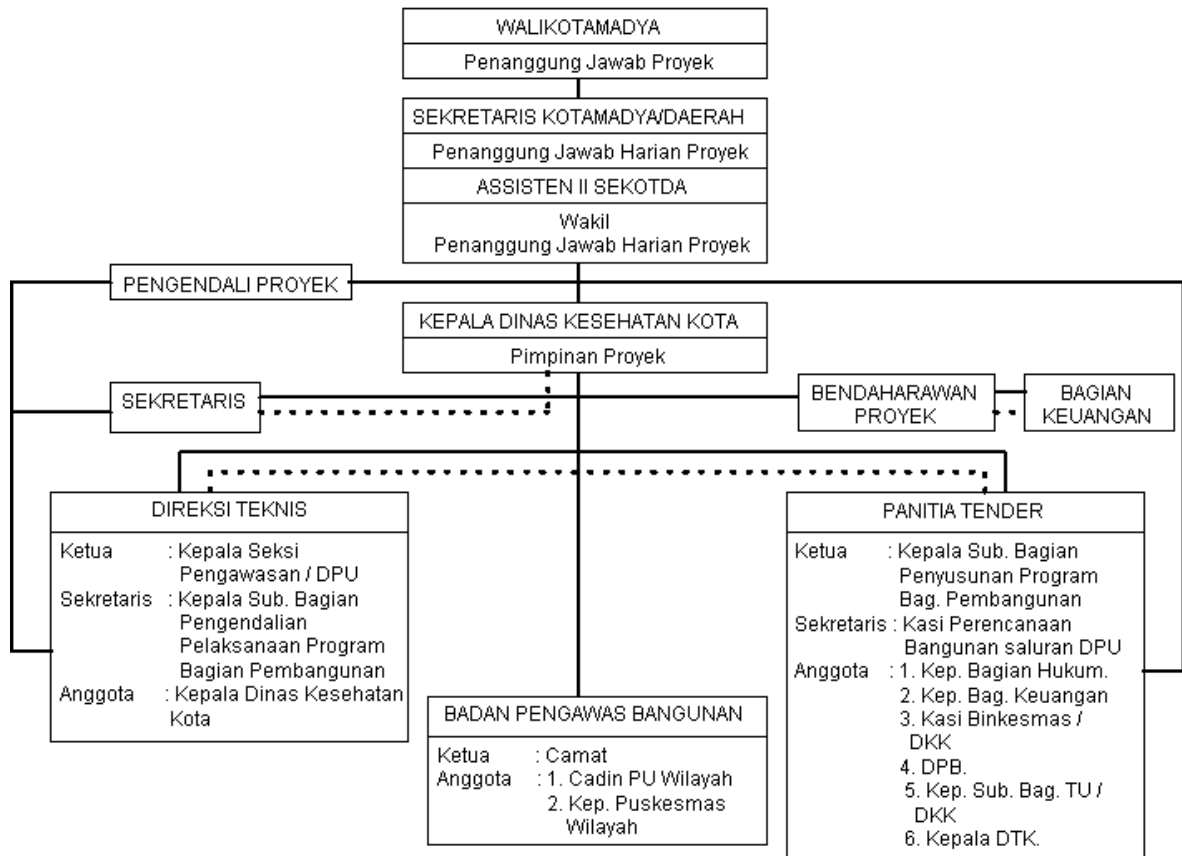 WALIKOTAMADYA
Penanggung Jawab Proyek
SEKRETARIS KOTAMADYA/DAERAH
Penanggung Jawab Harian Proyek
ASSISTEN II SEKOTDA
Wakil
Penanggung Jawab Harian Proyek
PENGENDALI PROYEK
KEPALA DINAS KESEHATAN KOTA
Pimpinan Proyek
SEKRETARIS
BENDAHARAWAN
PROYEK
BAGIAN
KEUANGAN
DIREKSI TEKNIS
Ketua : Kepala Seksi
Pengawasan / DPU
Sekretaris : Kepala Sub. Bagian
Pengendalian
Pelaksanaan Program
Bagian Pembangunan
Anggota : Kepala Dinas Kesehatan
Kota
BADAN PENGAWAS BANGUNAN
Ketua : Camat
Anggota : 1. Cadin PU Wilayah
2. Kep. Puskesmas
Wilayah
PANITIA TENDER
Ketua : Kepala Sub. Bagian
Penyusunan Program
Bag. Pembangunan
Sekretaris : Kasi Perencanaan
Bangunan saluran DPU
Anggota : 1. Kep. Bagian Hukum.
2. Kep. Bag. Keuangan
3. Kasi Binkesmas /
DKK
4. DPB.
5. Kep. Sub. Bag. TU /
DKK
6. Kepala DTK.